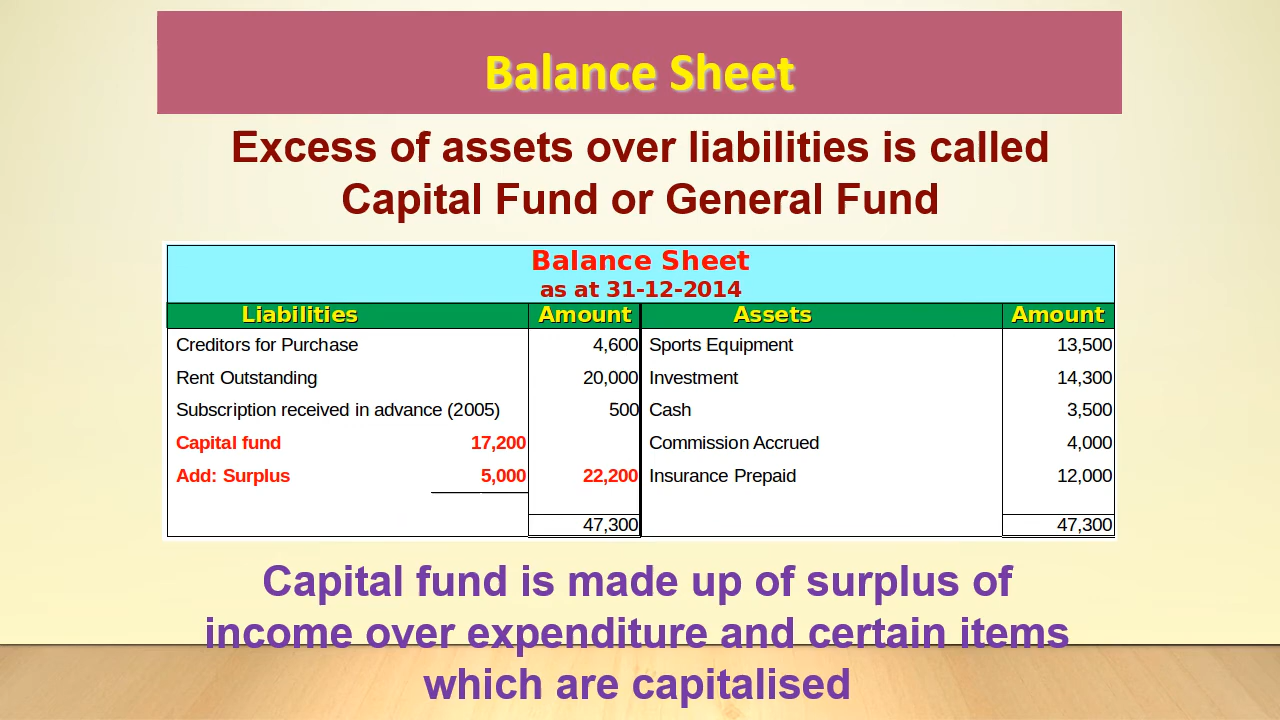 Balance Sheet
Excess of assets over liabilities is called
Capital Fund or General Fund
Balance Sheet
as at 31-12-2014
Liabilities Amount Assets Amount
Creditors for Purchase 4,600 Sports Equipment 13,500
Rent Outstanding 20,000 Investment 14,300
Subscription received in advance (2005) 500 Cash 3,500
Capital fund 17,200 Commission Accrued 4,000
Add: Surplus 5,000 22,200 Insurance Prepaid 12,000
47,300 47,300
Capital fund is made up of surplus of
income over expenditure and certain items
which are capitalised